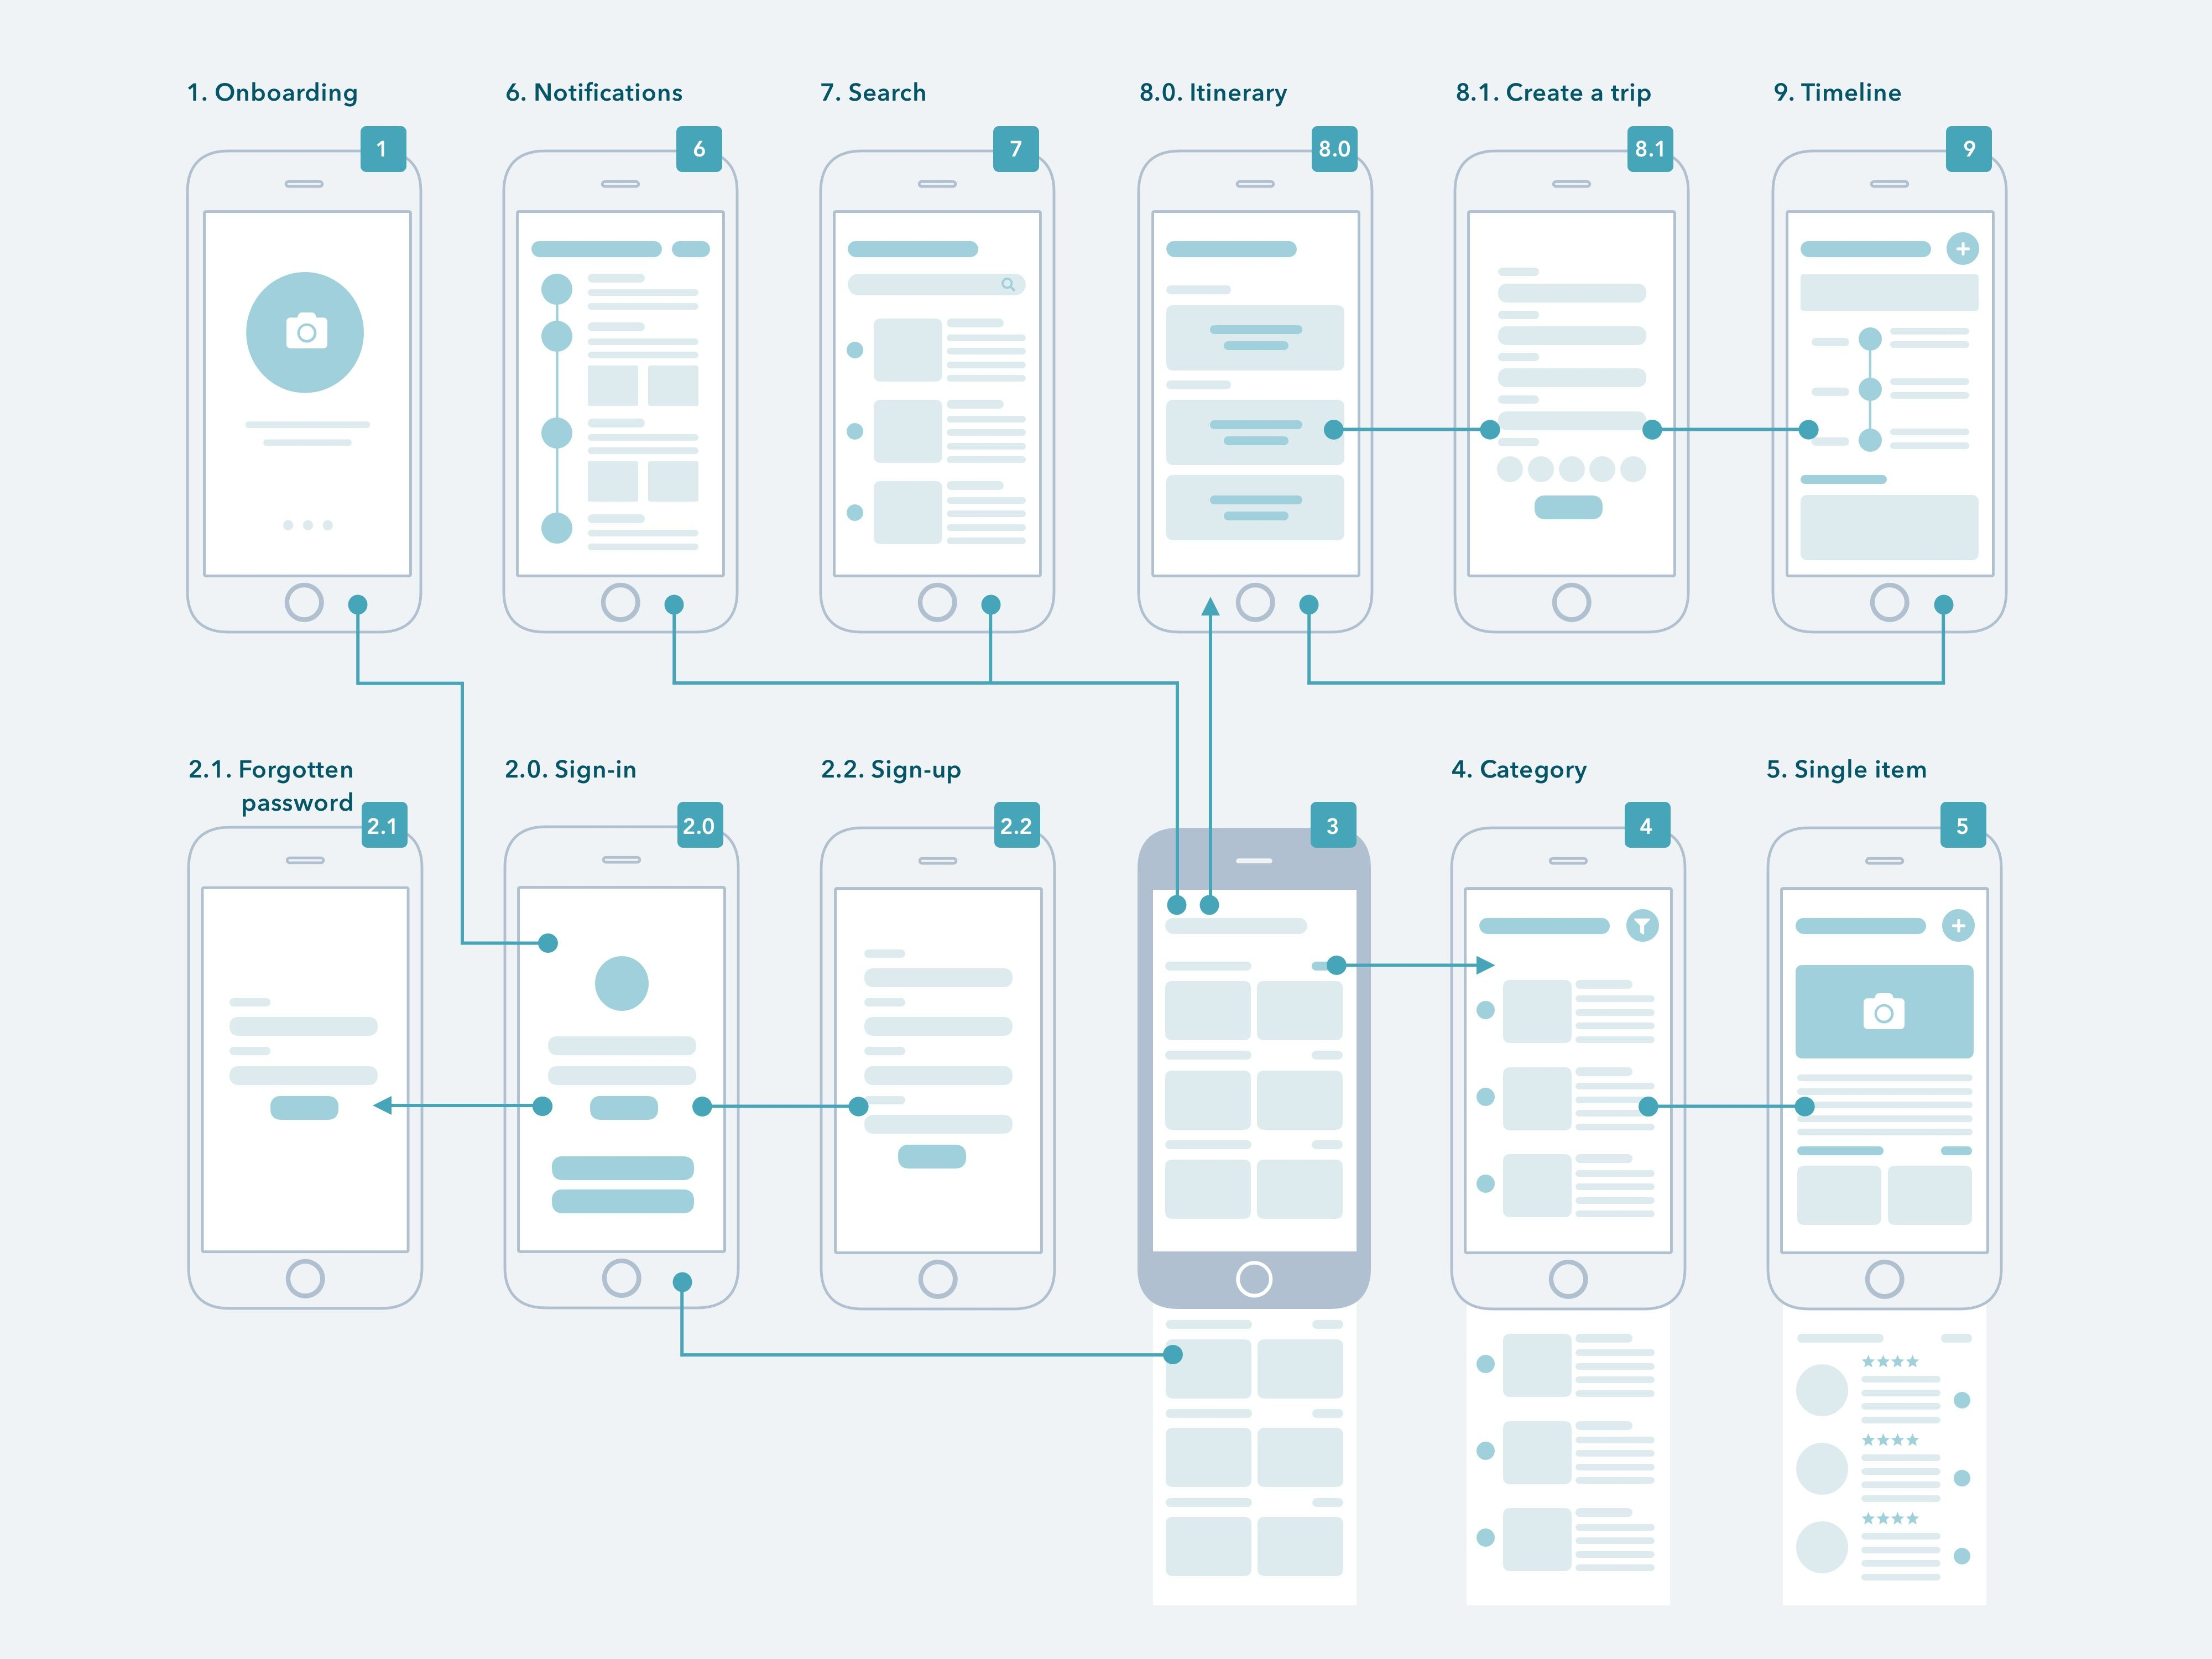 1. Onboarding
6. Notifications
7. Search
8.0. Itinerary
8.1. Create a trip
9. Timeline
1
6
7
8.0
8.1
9
2.1. Forgotten
password
2.0. Sign-in
2.2. Sign-up
4. Category
5. Single item
2.1
2.0
2.2
3
4
5